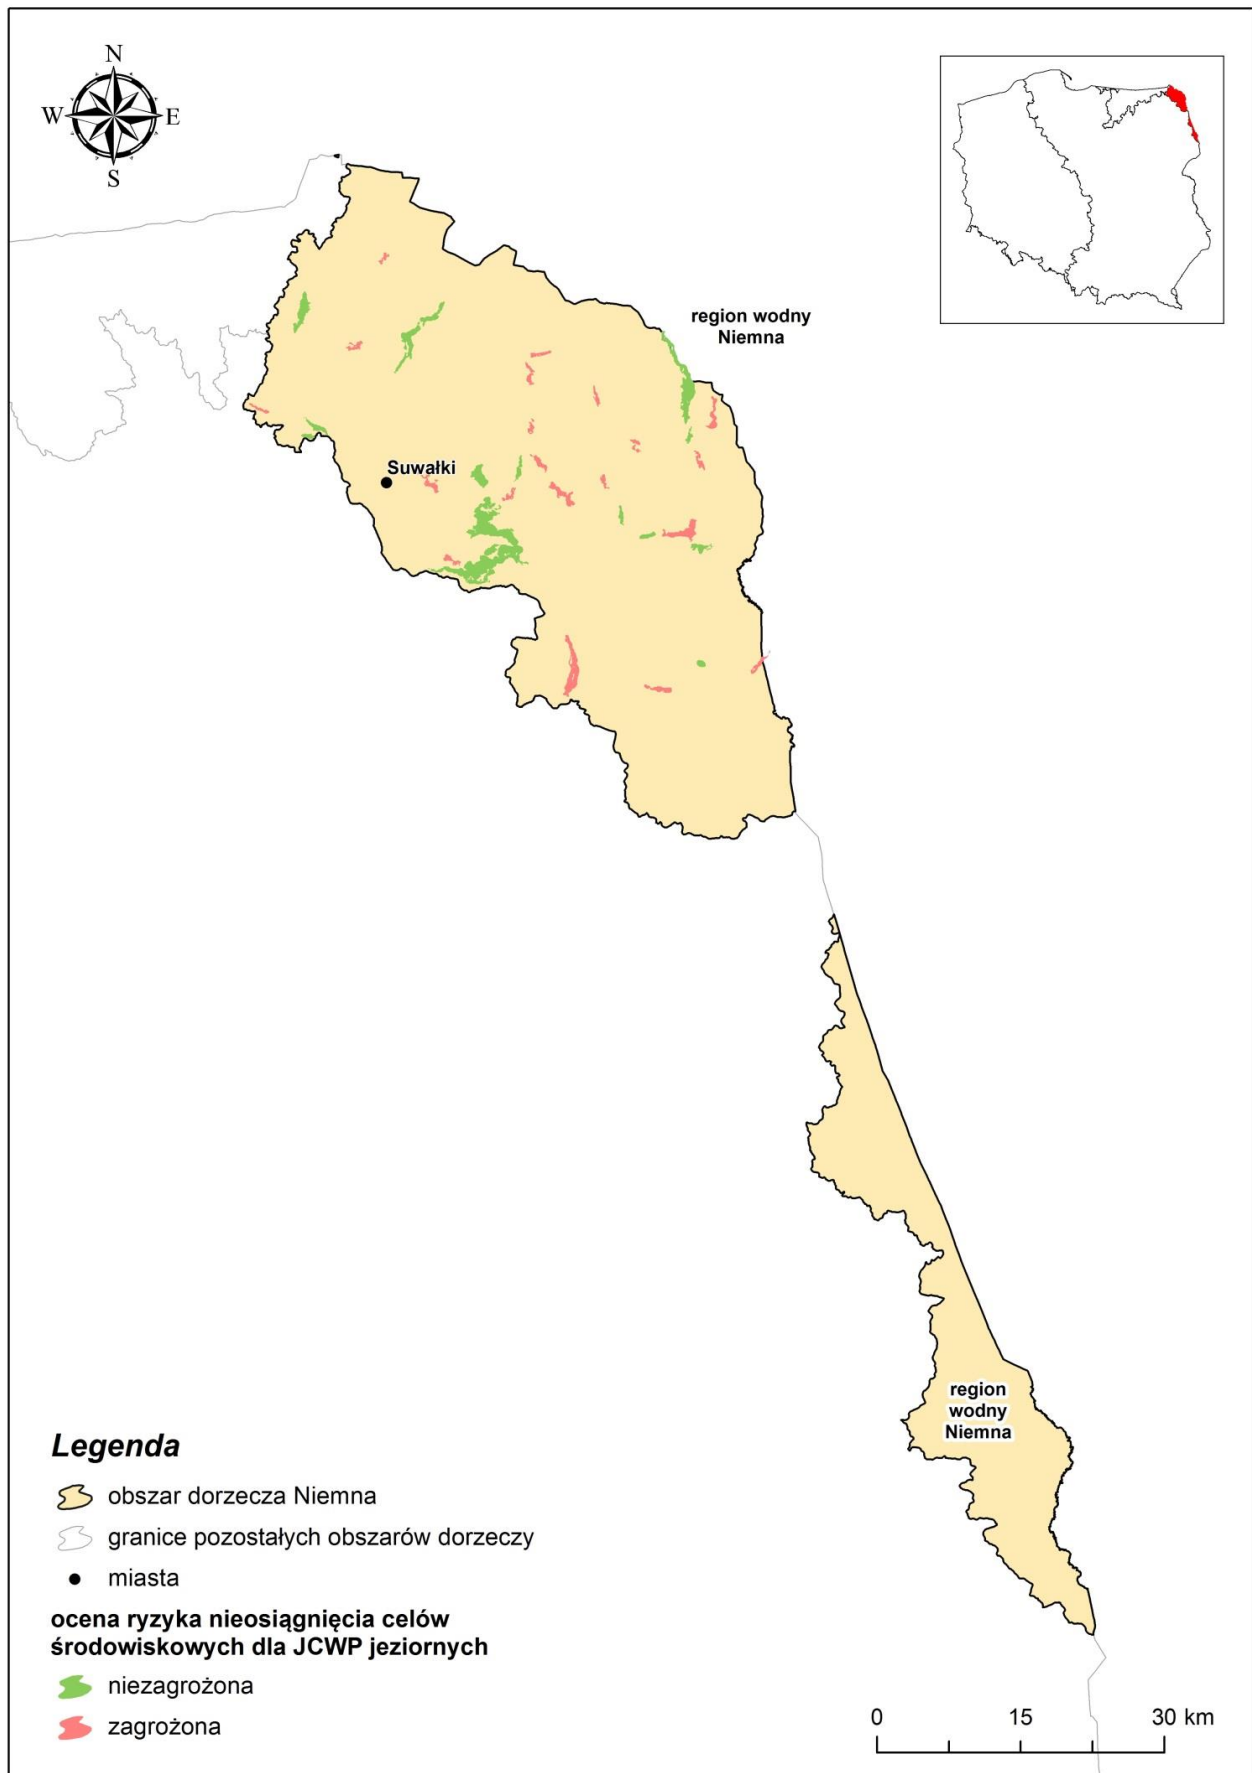 N
W
E
S
region wodny
Niemna
Suwałki
region
wodny
Niemna
Legenda
obszar dorzecza Niemna
granice pozostałych obszarów dorzeczy
miasta
ocena ryzyka nieosiągnięcia celów
środowiskowych dla JCWP jeziornych
niezagrożona
zagrożona
0 15 30 km